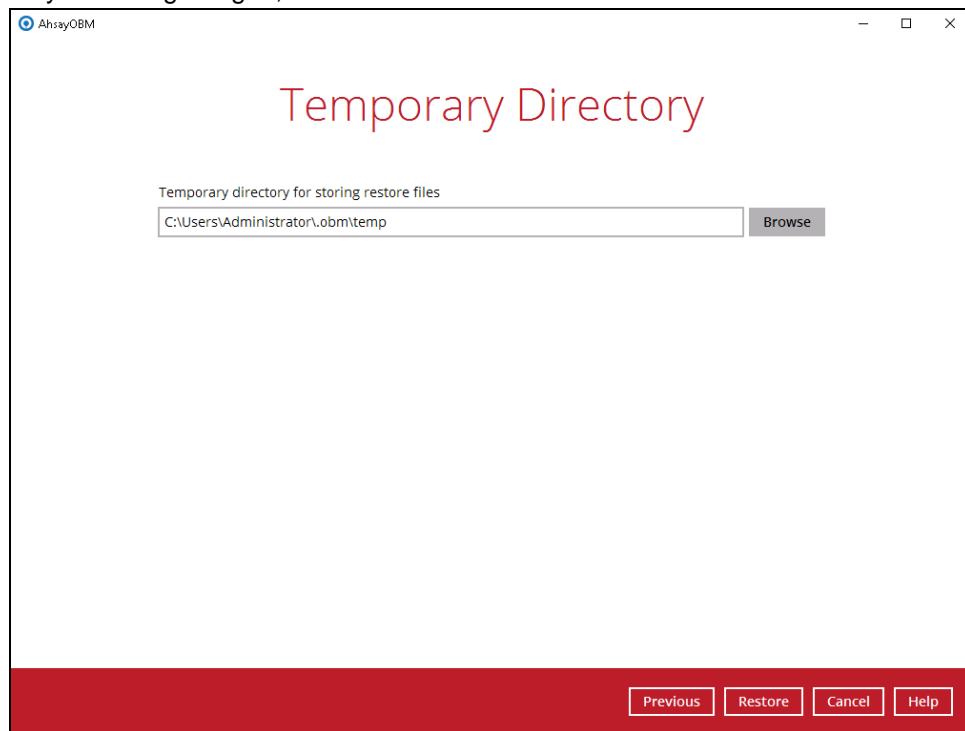 AhsayOBM
Temporary Directory
Temporary directory for storing restore files
C:\Users\Administrator\.obm\temp
Browse
Previous Restore Cancel Help